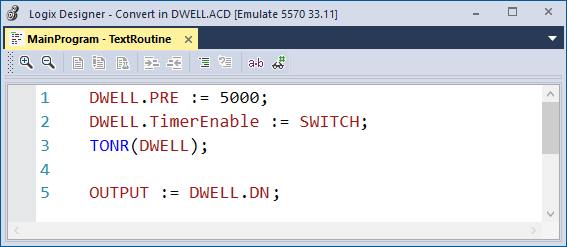 Logix Designer - Convert in DWELL.ACD [Emulate 5570 33.11]
MainProgram - TextRoutine
a+b
1 DWELL.PRE := 5000;
2 DWELL.TimerEnable := SWITCH;
3 TONR(DWELL);
4
5 OUTPUT := DWELL.DN;